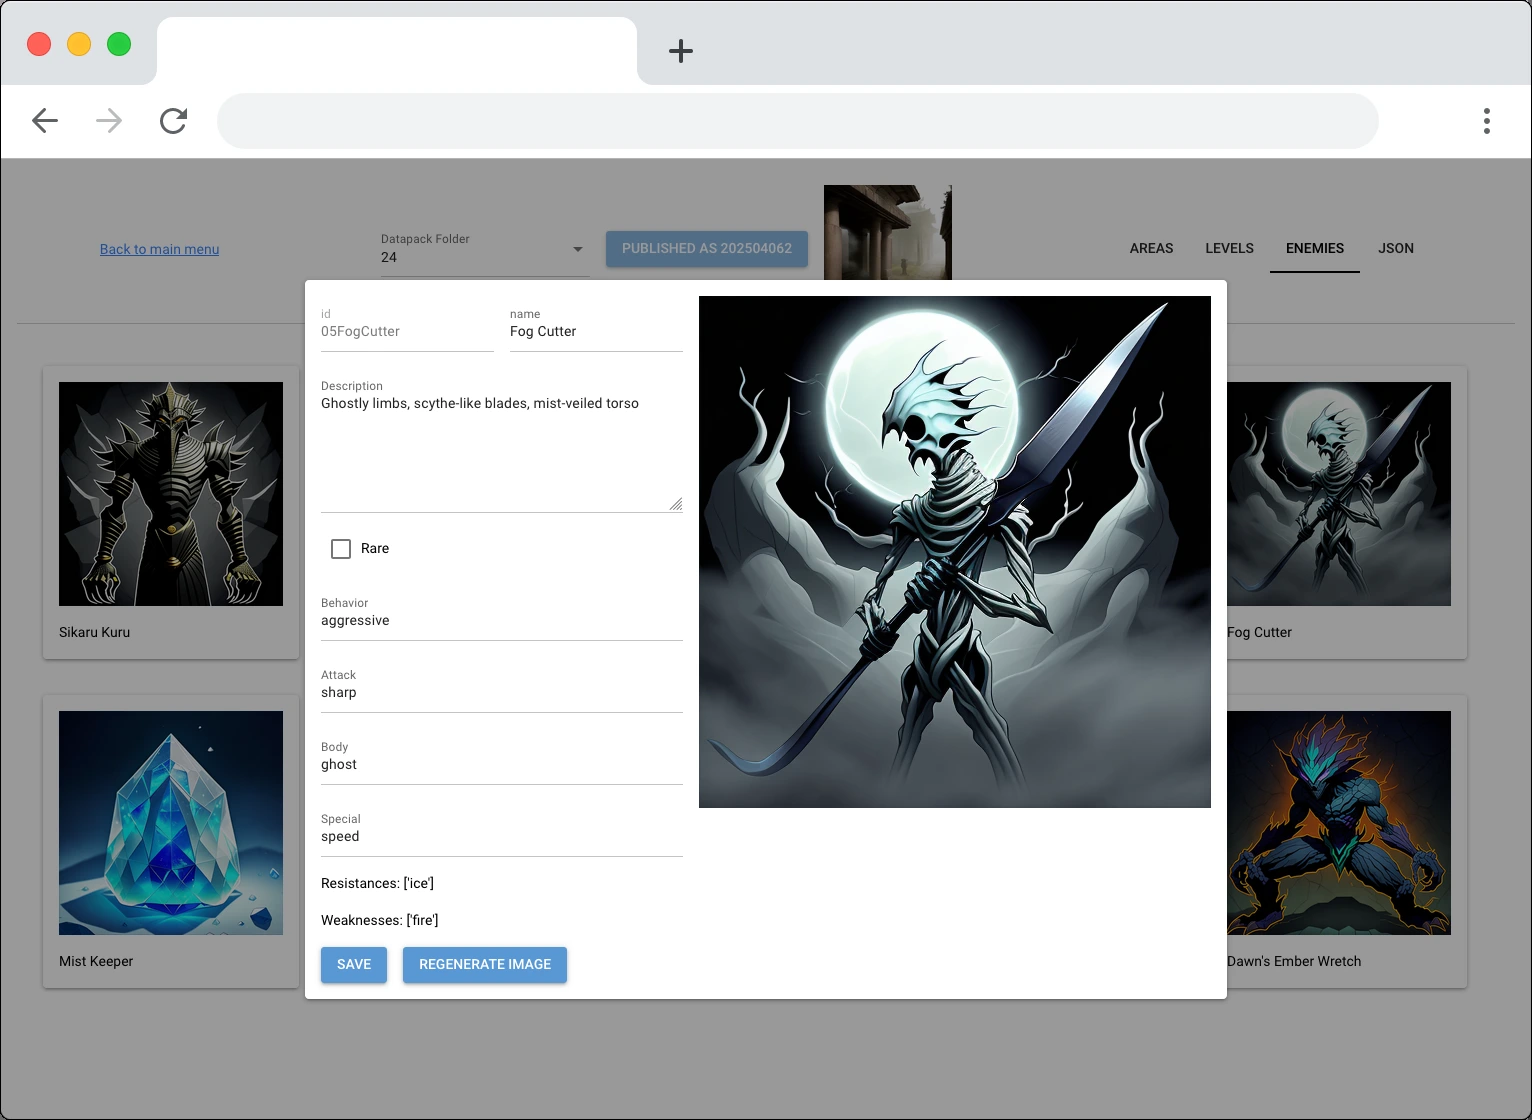 Back to main menu
Datapack Folder
24
PUBLISHED AS 202504062
AREAS
LEVELS
ENEMIES
JSON
id
05FogCutter
name
Fog Cutter
Description
Ghostly limbs, scythe-like blades, mist-veiled torso
Rare
Behavior
aggressive
Attack
sharp
Body
ghost
Special
speed
Resistances: ['ice']
Weaknesses: ['fire']
SAVE
REGENERATE IMAGE
Sikaru Kuru
Fog Cutter
Mist Keeper
Dawn's Ember Wretch